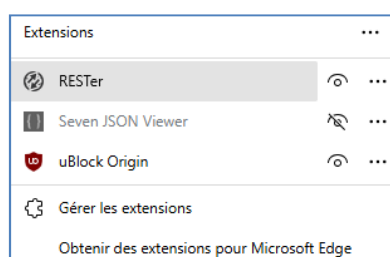 Extensions
RESTer
Seven JSON Viewer
uBlock Origin
Gérer les extensions
Obtenir des extensions pour Microsoft Edge